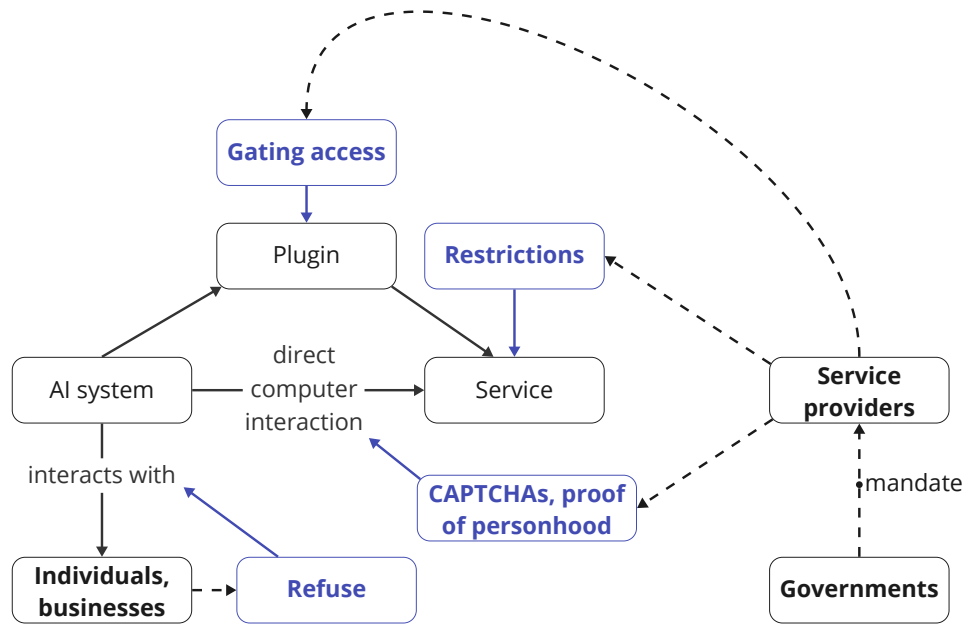 Gating access
Plugin
Restrictions
AI system
direct
computer
interaction
Service
Service
providers
interacts with
CAPTCHAs, proof
of personhood
mandate
Individuals,
businesses
Refuse
Governments